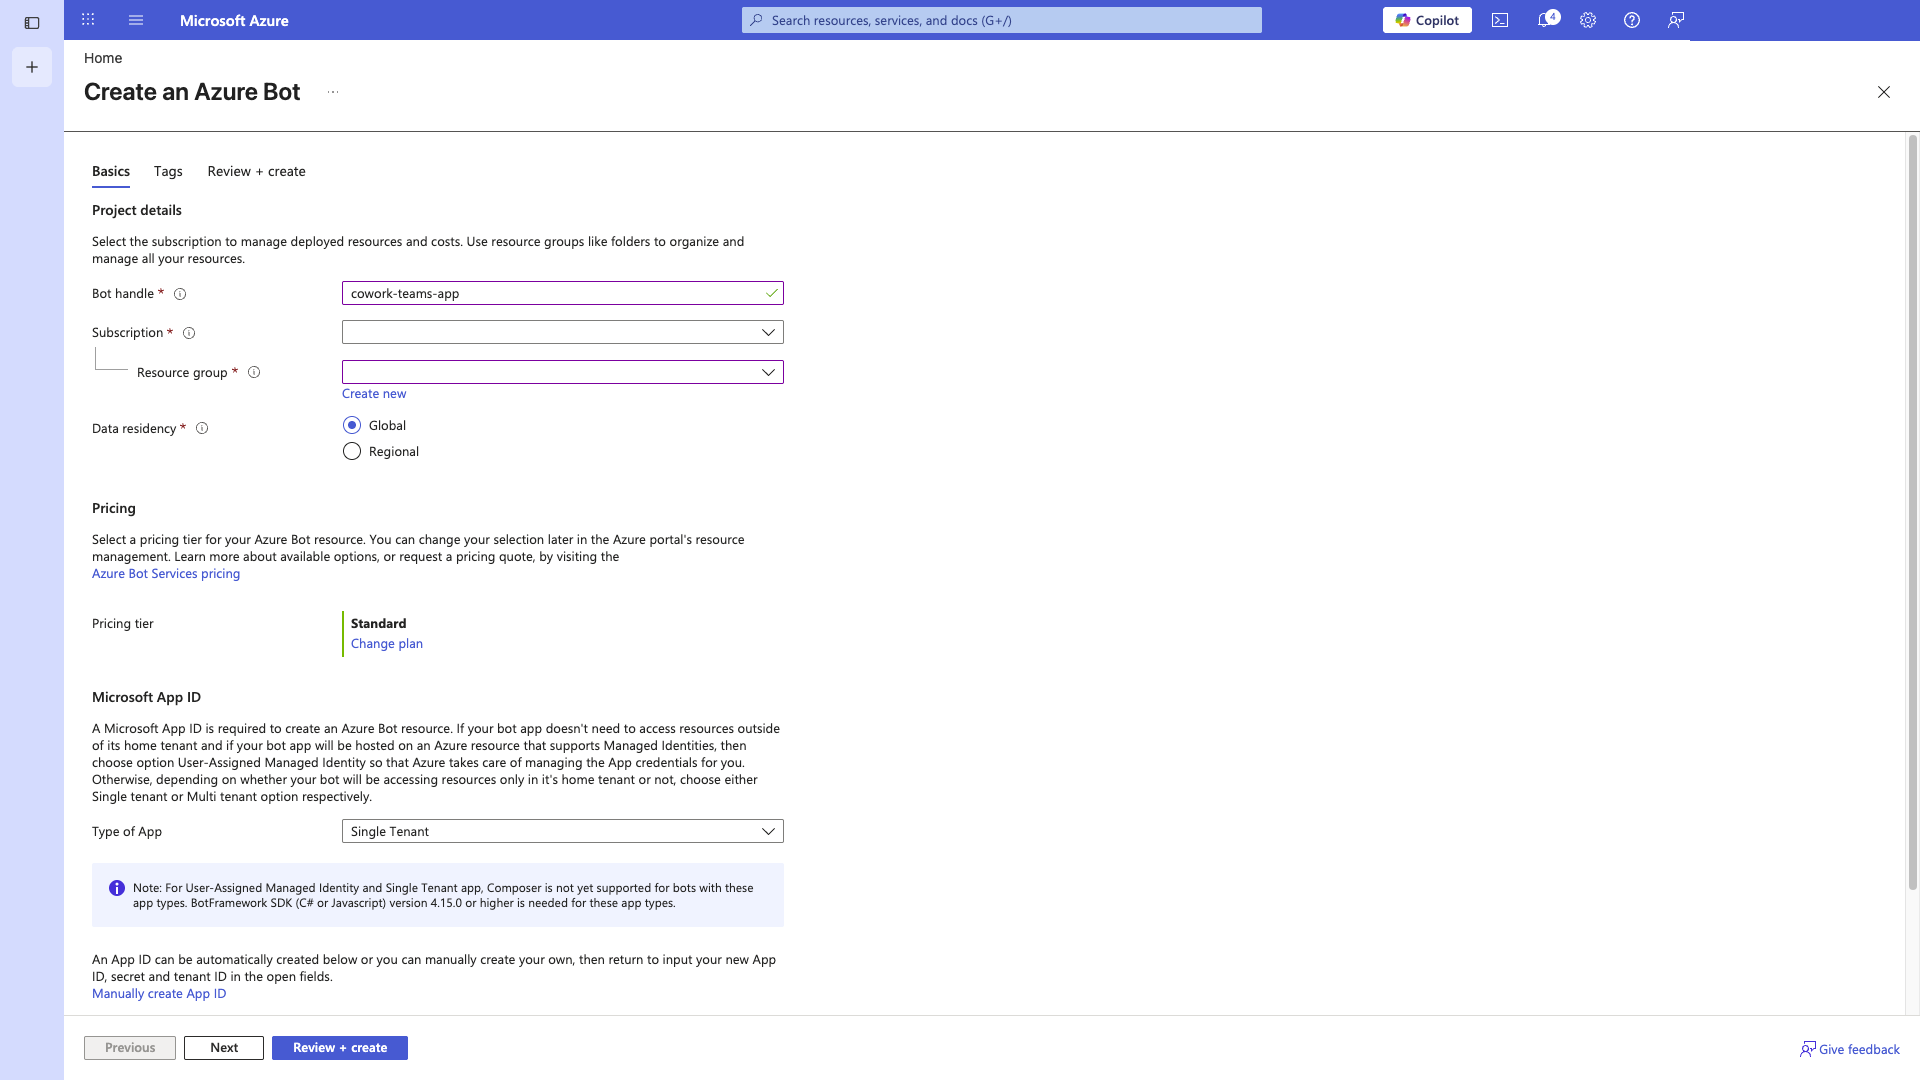 Microsoft Azure
Search resources, services, and docs (G+/)
Copilot
4
Home
Create an Azure Bot
Basics
Tags
Review + create
Project details
Select the subscription to manage deployed resources and costs. Use resource groups like folders to organize and
manage all your resources.
Bot handle *
cowork-teams-app
Subscription *
Resource group *
Create new
Data residency *
Global
Regional
Pricing
Select a pricing tier for your Azure Bot resource. You can change your selection later in the Azure portal's resource
management. Learn more about available options, or request a pricing quote, by visiting the
Azure Bot Services pricing
Pricing tier
Standard
Change plan
Microsoft App ID
A Microsoft App ID is required to create an Azure Bot resource. If your bot app doesn't need to access resources outside
of its home tenant and if your bot app will be hosted on an Azure resource that supports Managed Identities, then
choose option User-Assigned Managed Identity so that Azure takes care of managing the App credentials for you.
Otherwise, depending on whether your bot will be accessing resources only in it's home tenant or not, choose either
Single tenant or Multi tenant option respectively.
Type of App
Single Tenant
Note: For User-Assigned Managed Identity and Single Tenant app, Composer is not yet supported for bots with these
app types. BotFramework SDK (C# or Javascript) version 4.15.0 or higher is needed for these app types.
An App ID can be automatically created below or you can manually create your own, then return to input your new App
ID, secret and tenant ID in the open fields.
Manually create App ID
Previous
Next
Review + create
Give feedback